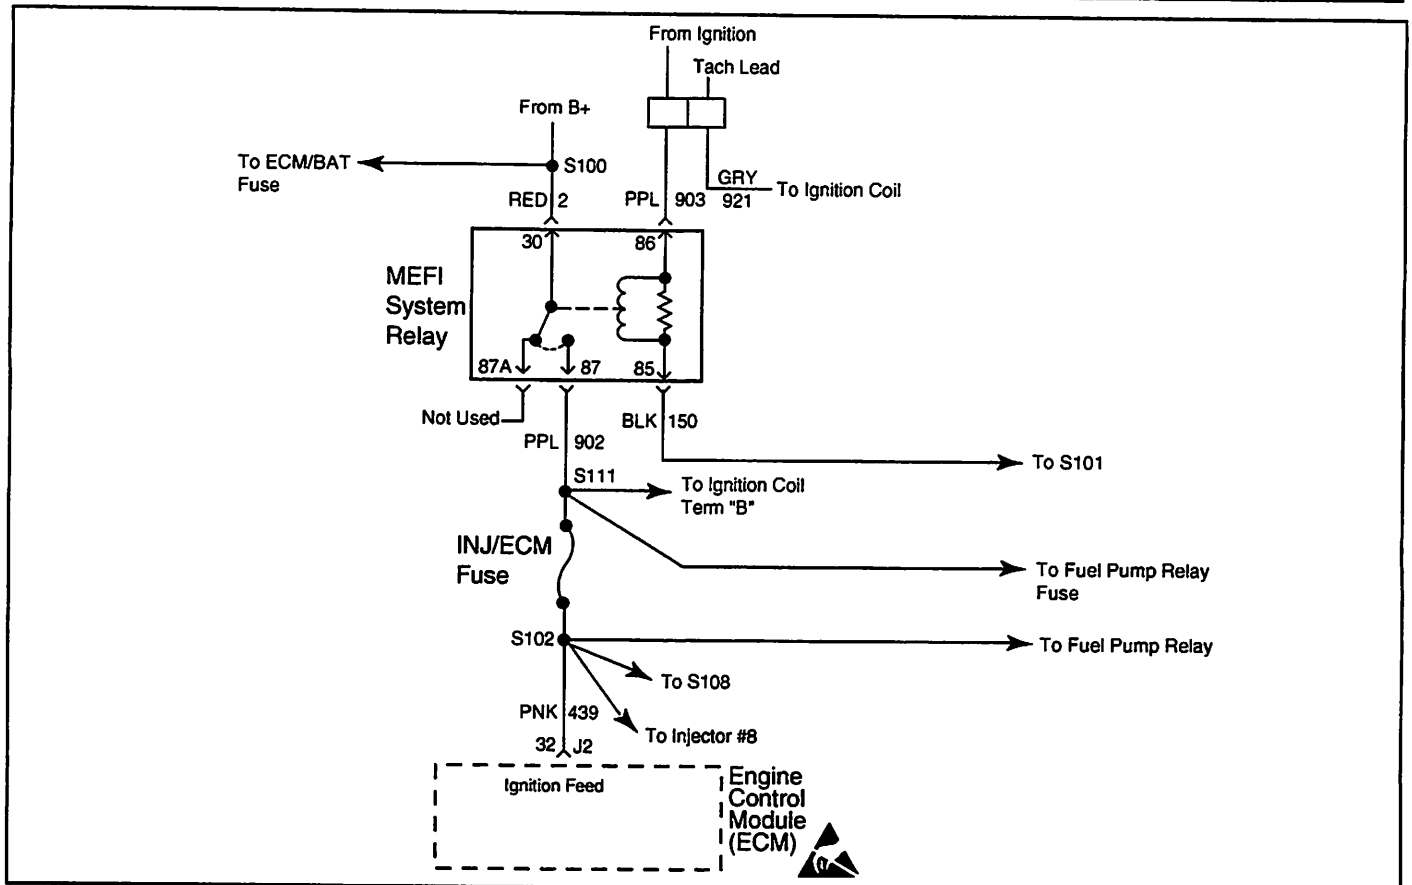 From Ignition
Tach Lead
From B+
To ECM/BAT
Fuse
S100
RED 2
PPL 903
GRY
921
To Ignition Coil
30
86
MEFI
System
Relay
87A
87
85
Not Used
BLK 150
PPL 902
To S101
S111
To Ignition Coil
Term "B"
INJ/ECM
Fuse
To Fuel Pump Relay
Fuse
S102
To Fuel Pump Relay
To S108
PNK 439
To Injector #8
32 J2
Ignition Feed
Engine
Control
Module
(ECM)